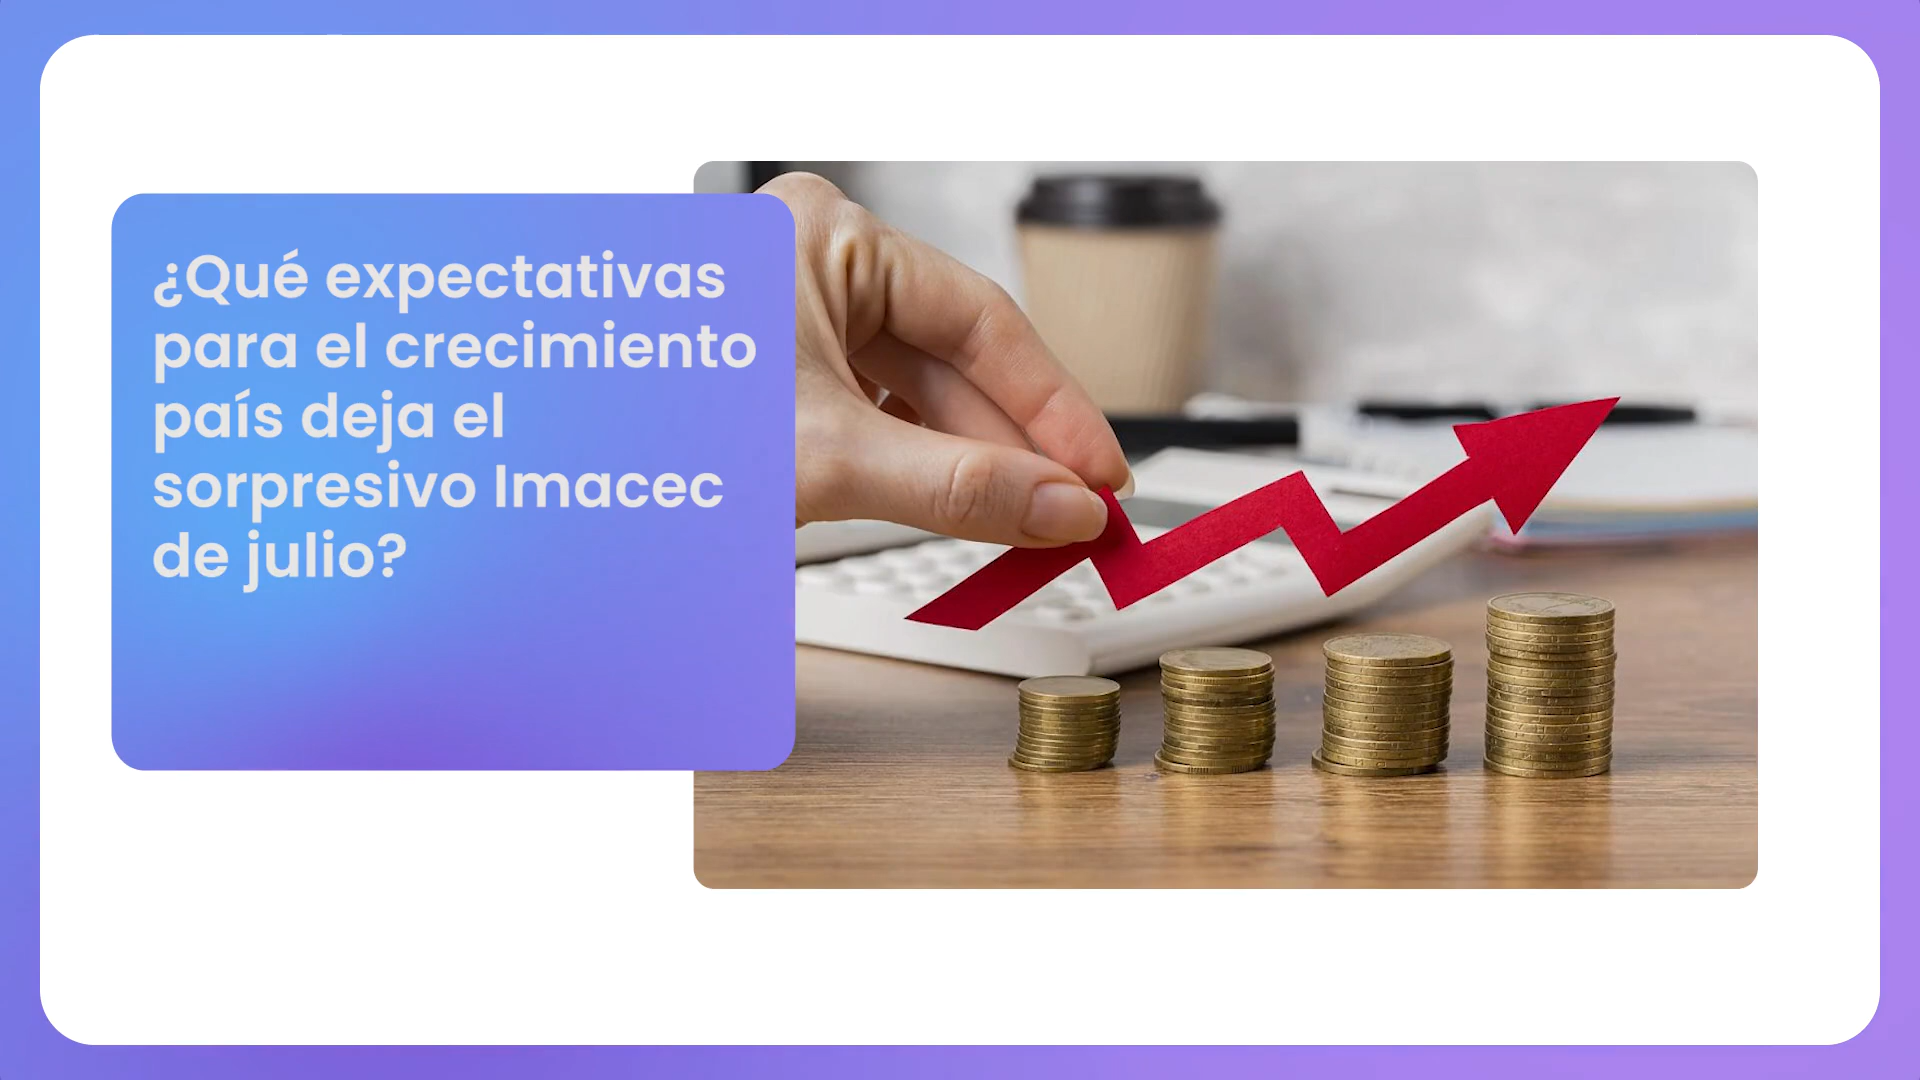 ¿Qué expectativas
para el crecimiento
país deja el
sorpresivo Imacec
de julio?